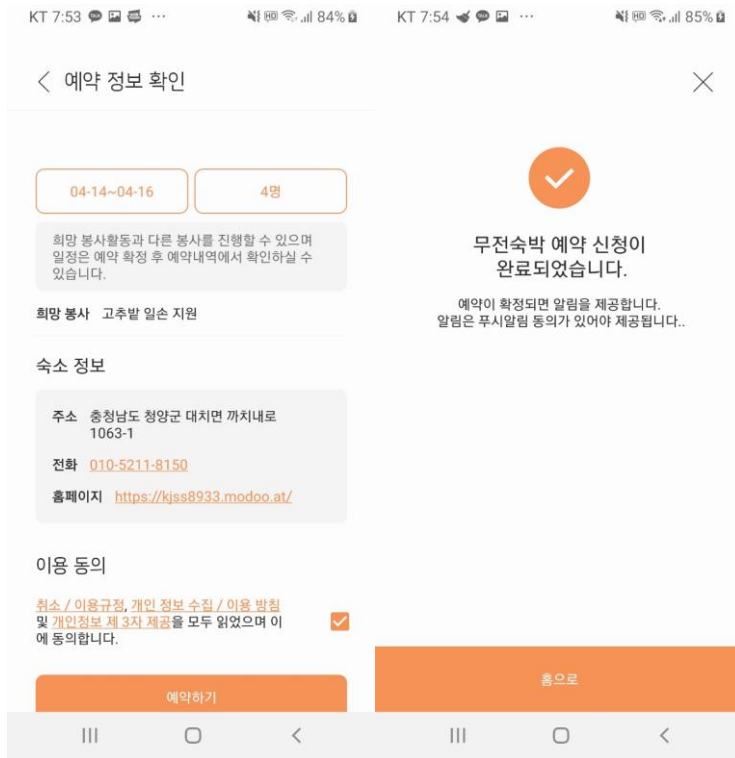 KT 7:53 ... 84%
예약 정보 확인
04-14~04-16 4명
희망 봉사활동과 다른 봉사를 진행할 수 있으며
일정은 예약 확정 후 예약내역에서 확인하실 수
있습니다.
희망 봉사 고추밭 일손 지원
숙소 정보
주소 충청남도 청양군 대치면 까치내로
1063-1
전화 010-5211-8150
홈페이지 https://kjss8933.modoo.at/
이용 동의
취소 / 이용규정, 개인 정보 수집 / 이용 방침
및 개인정보 제 3자 제공을 모두 읽었으며 이
에 동의합니다.
예약하기
KT 7:54 ... 85%
무전숙박 예약 신청이
완료되었습니다.
예약이 확정되면 알림을 제공합니다.
알림은 푸시알림 동의가 있어야 제공됩니다..
홈으로